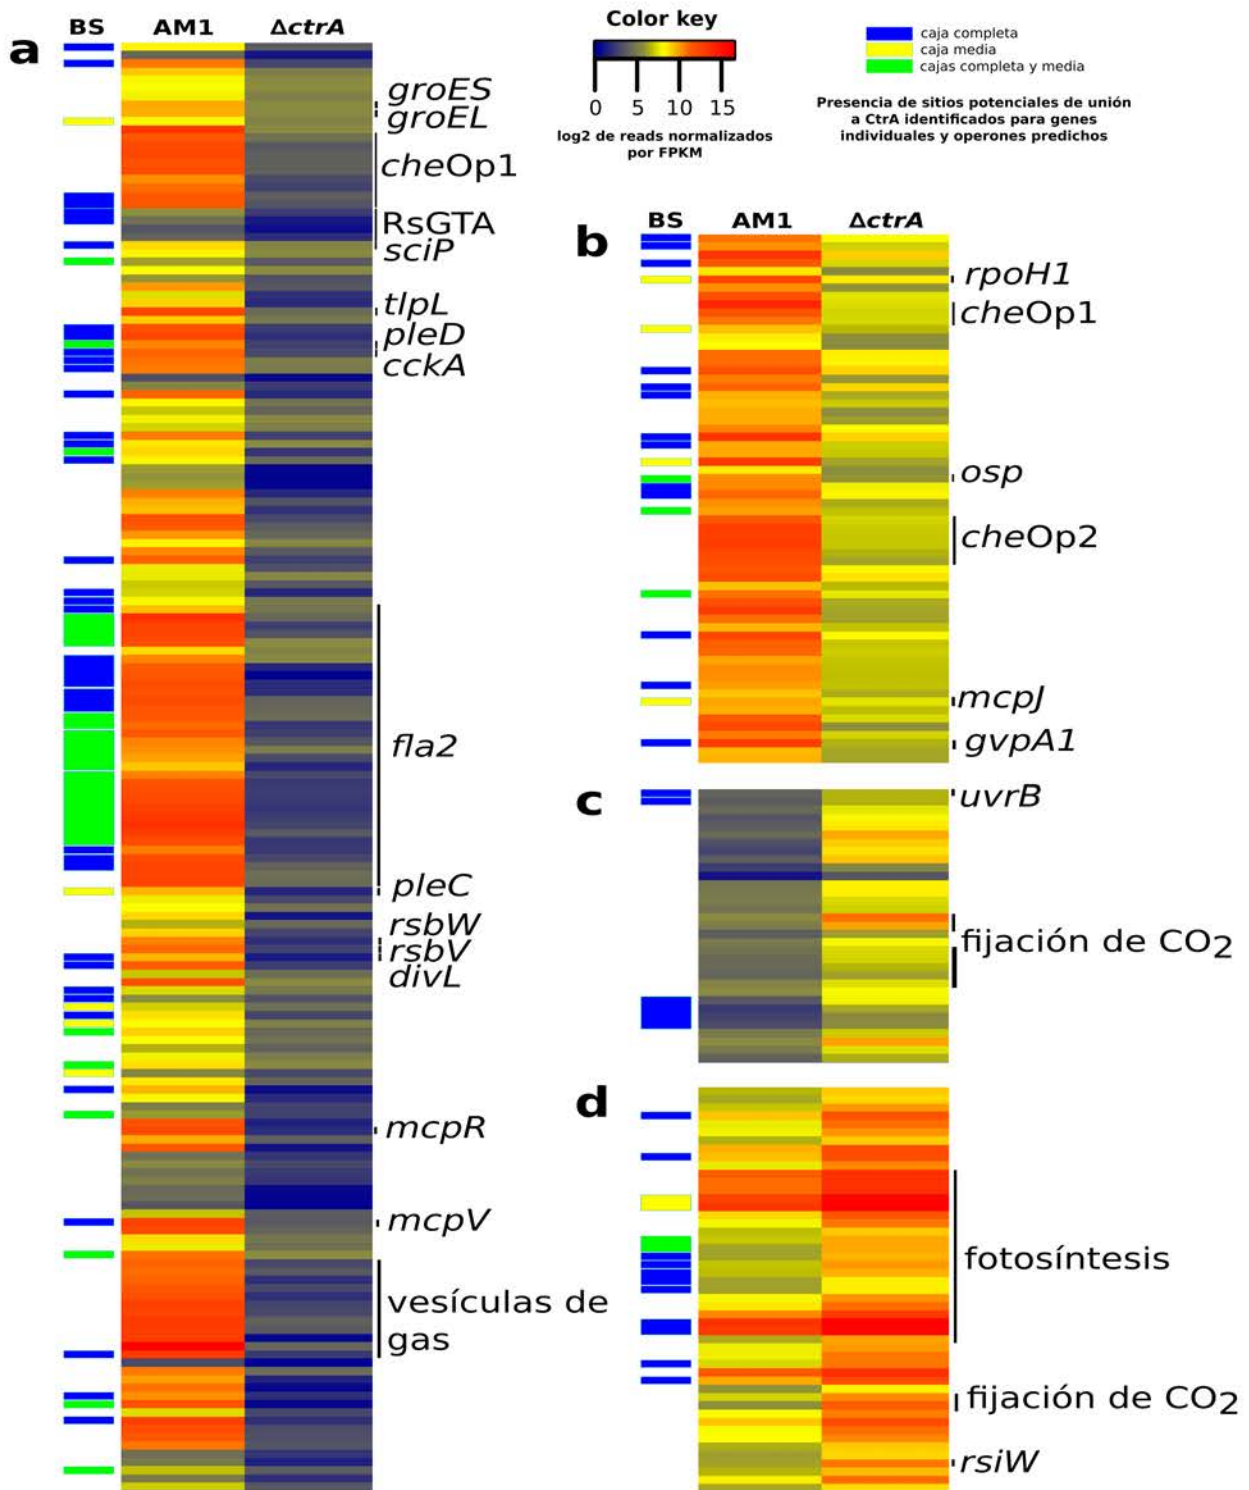 a
BS AM1 ΔctrA
groES
groEL
cheOp1
RsGTA
sciP
tlpL
pleD
cckA
fla2
pleC
rsbW
rsbV
divL
mcpR
mcpV
vesículas de
gas
Color key
0 5 10 15
log2 de reads normalizados
por FPKM
caja completa
caja media
cajas completa y media
Presencia de sitios potenciales de unión
a CtrA identificados para genes
individuales y operones predichos
b
BS AM1 ΔctrA
rpoH1
cheOp1
osp
cheOp2
mcpJ
gvpA1
c
uvrB
fijación de CO2
d
fotosíntesis
fijación de CO2
rsiW